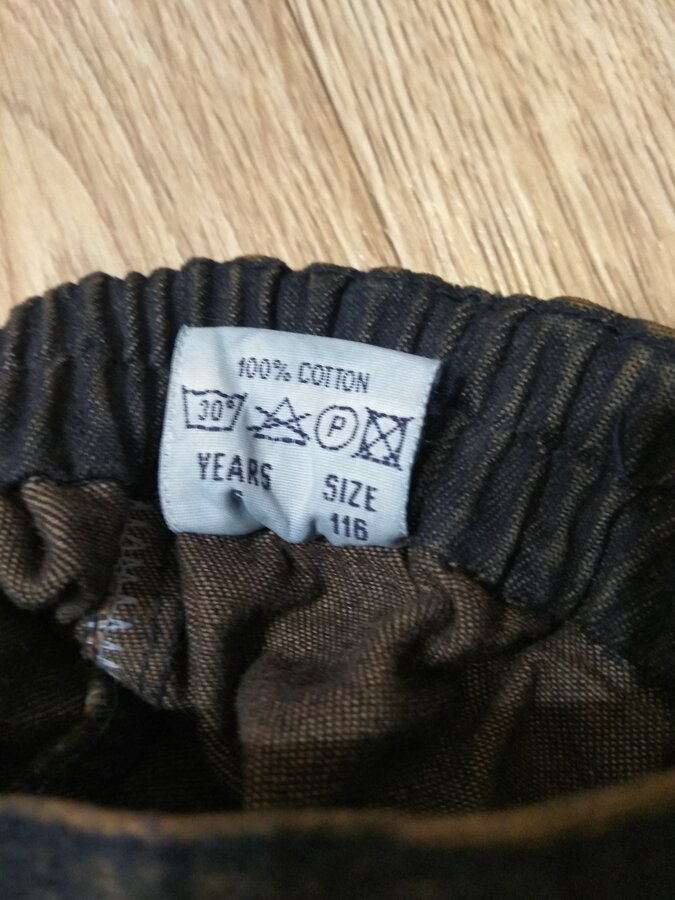 100% COTTON
30°
P
YEARS SIZE
116